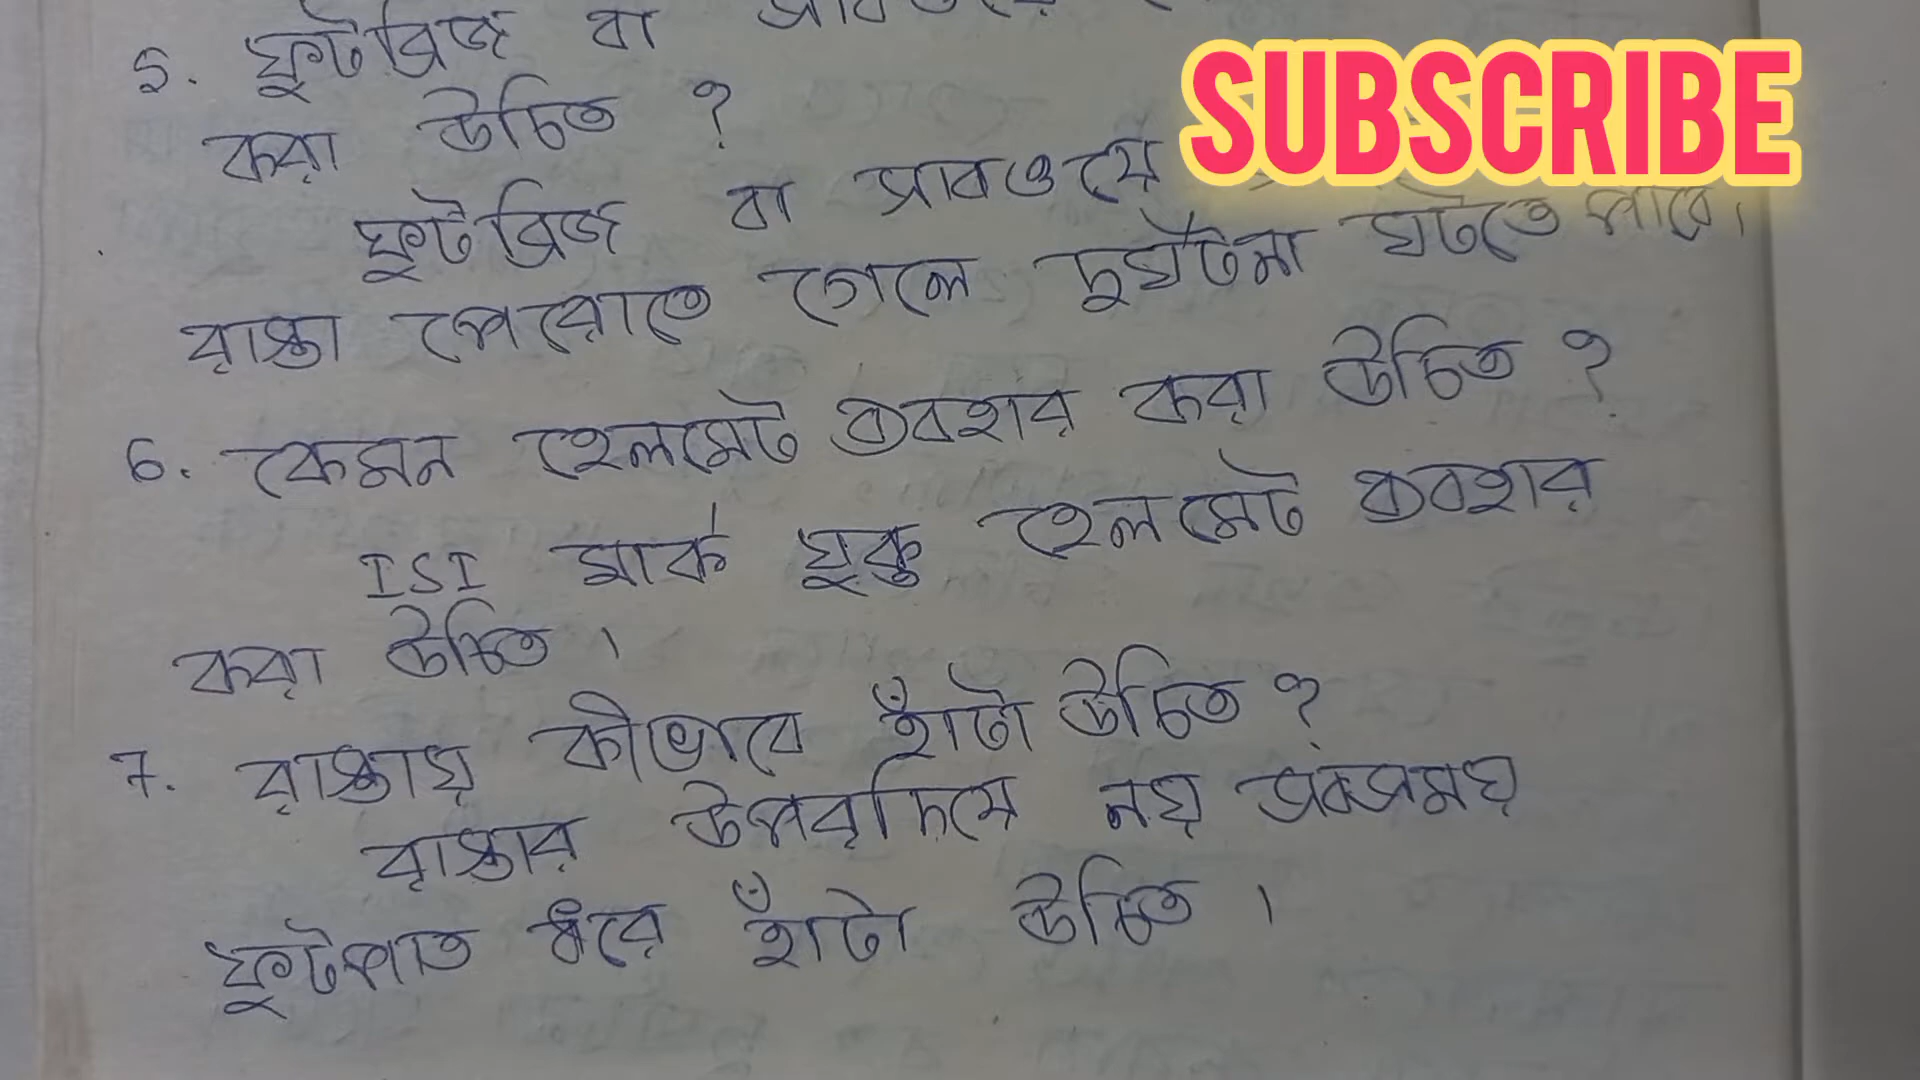 5. ফুটব্রিজ বা
করা উচিত ?
SUBSCRIBE
ফুটব্রিজ বা সাবওয়ে
রাস্তা পেরোতে গেলে দুর্ঘটনা ঘটতে পারে।
6. কেমন হেলমেট ব্যবহার করা উচিত ?
ISI মার্ক যুক্ত হেলমেট ব্যবহার
করা উচিত ।
7. রাস্তায় কীভাবে হাঁটা উচিত ?
রাস্তার উপরদিয়ে নয় সবসময়
ফুটপাত ধরে হাঁটা উচিত ।